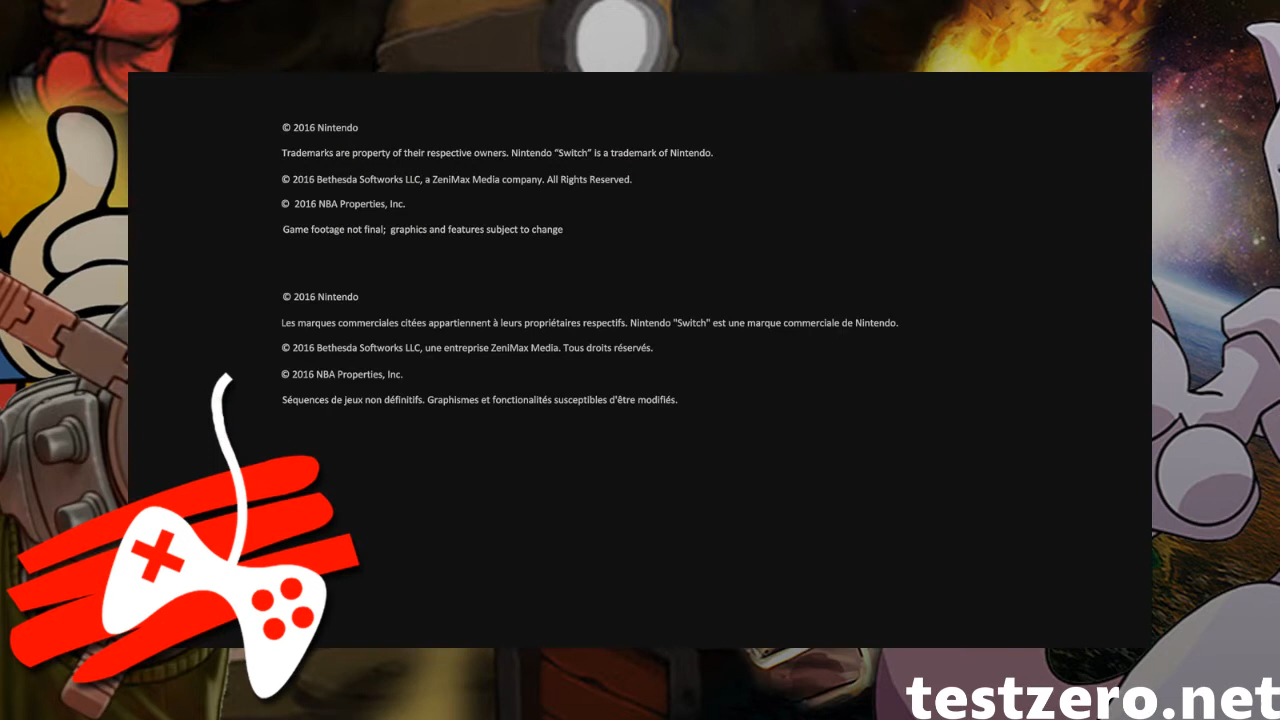 © 2016 Nintendo
Trademarks are property of their respective owners. Nintendo “Switch” is a trademark of Nintendo.
© 2016 Bethesda Softworks LLC, a ZeniMax Media company. All Rights Reserved.
© 2016 NBA Properties, Inc.
Game footage not final; graphics and features subject to change
© 2016 Nintendo
Les marques commerciales citées appartiennent à leurs propriétaires respectifs. Nintendo "Switch" est une marque commerciale de Nintendo.
© 2016 Bethesda Softworks LLC, une entreprise ZeniMax Media. Tous droits réservés.
© 2016 NBA Properties, Inc.
Séquences de jeux non définitifs. Graphismes et fonctionalités susceptibles d'être modifiés.
testzero.net